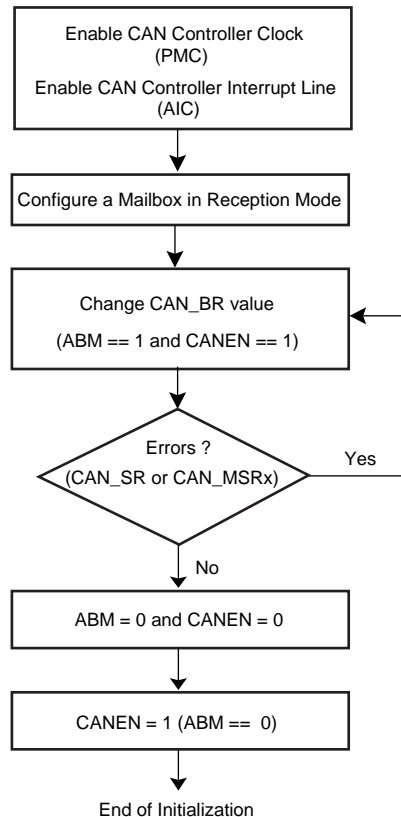 Enable CAN Controller Clock
(PMC)
Enable CAN Controller Interrupt Line
(AIC)
Configure a Mailbox in Reception Mode
Change CAN_BR value
(ABM == 1 and CANEN == 1)
Errors ?
(CAN_SR or CAN_MSRx)
Yes
No
ABM = 0 and CANEN = 0
CANEN = 1 (ABM == 0)
End of Initialization